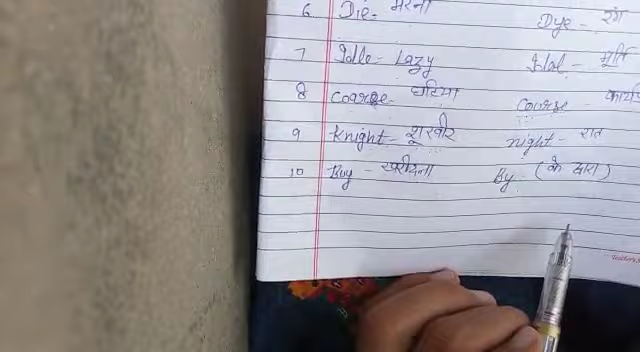 6 Die- मरना Dye - रंग
7 Idle - Lazy Idol - मूर्ति
8 Coarse - घटिया Course -
9 Knight - शूरवीर night - रात
10 Buy - खरीदना By - (के द्वारा)